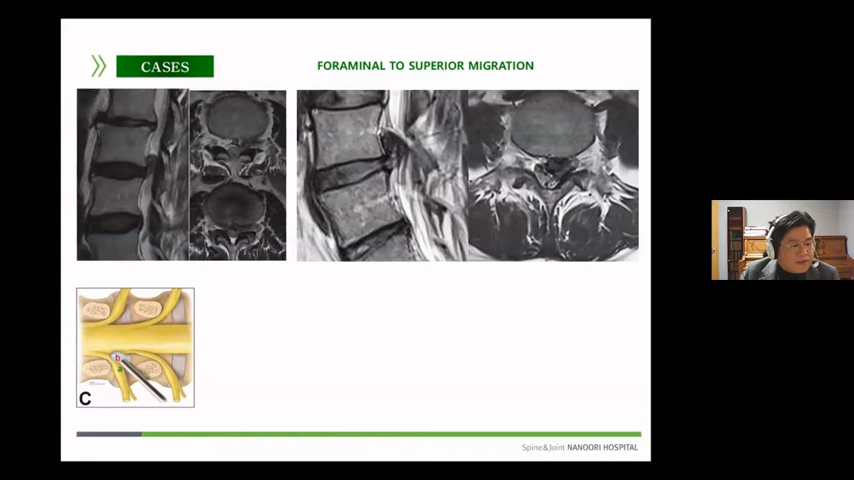 CASES
FORAMINAL TO SUPERIOR MIGRATION
b
a
C
Spine&Joint NANOORI HOSPITAL